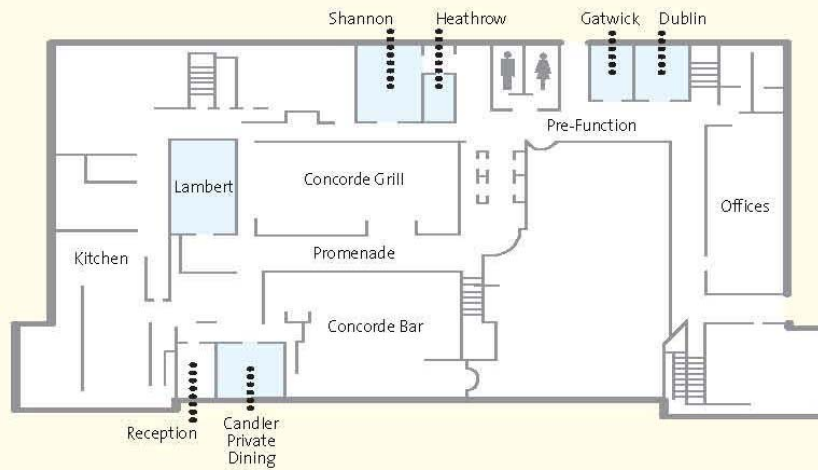 Shannon
Heathrow
Gatwick
Dublin
Pre-Function
Lambert
Concorde Grill
Offices
Kitchen
Promenade
Concorde Bar
Reception
Candler
Private
Dining